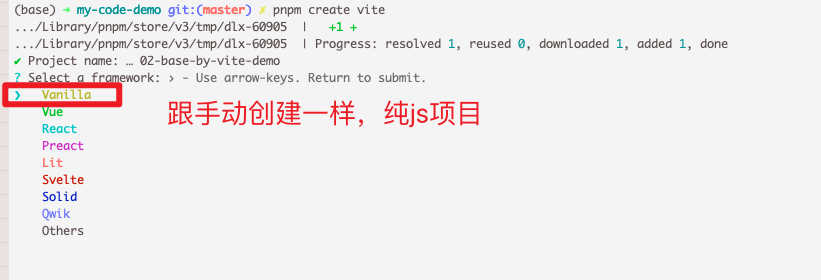 (base) → my-code-demo git:(master) ✗ pnpm create vite
.../Library/pnpm/store/v3/tmp/dlx-60905  |   +1 +
.../Library/pnpm/store/v3/tmp/dlx-60905  | Progress: resolved 1, reused 0, downloaded 1, added 1, done
✔ Project name: … 02-base-by-vite-demo
? Select a framework: › - Use arrow-keys. Return to submit.
❯   Vanilla
跟手动创建一样，纯js项目
Vue
React
Preact
Lit
Svelte
Solid
Qwik
Others